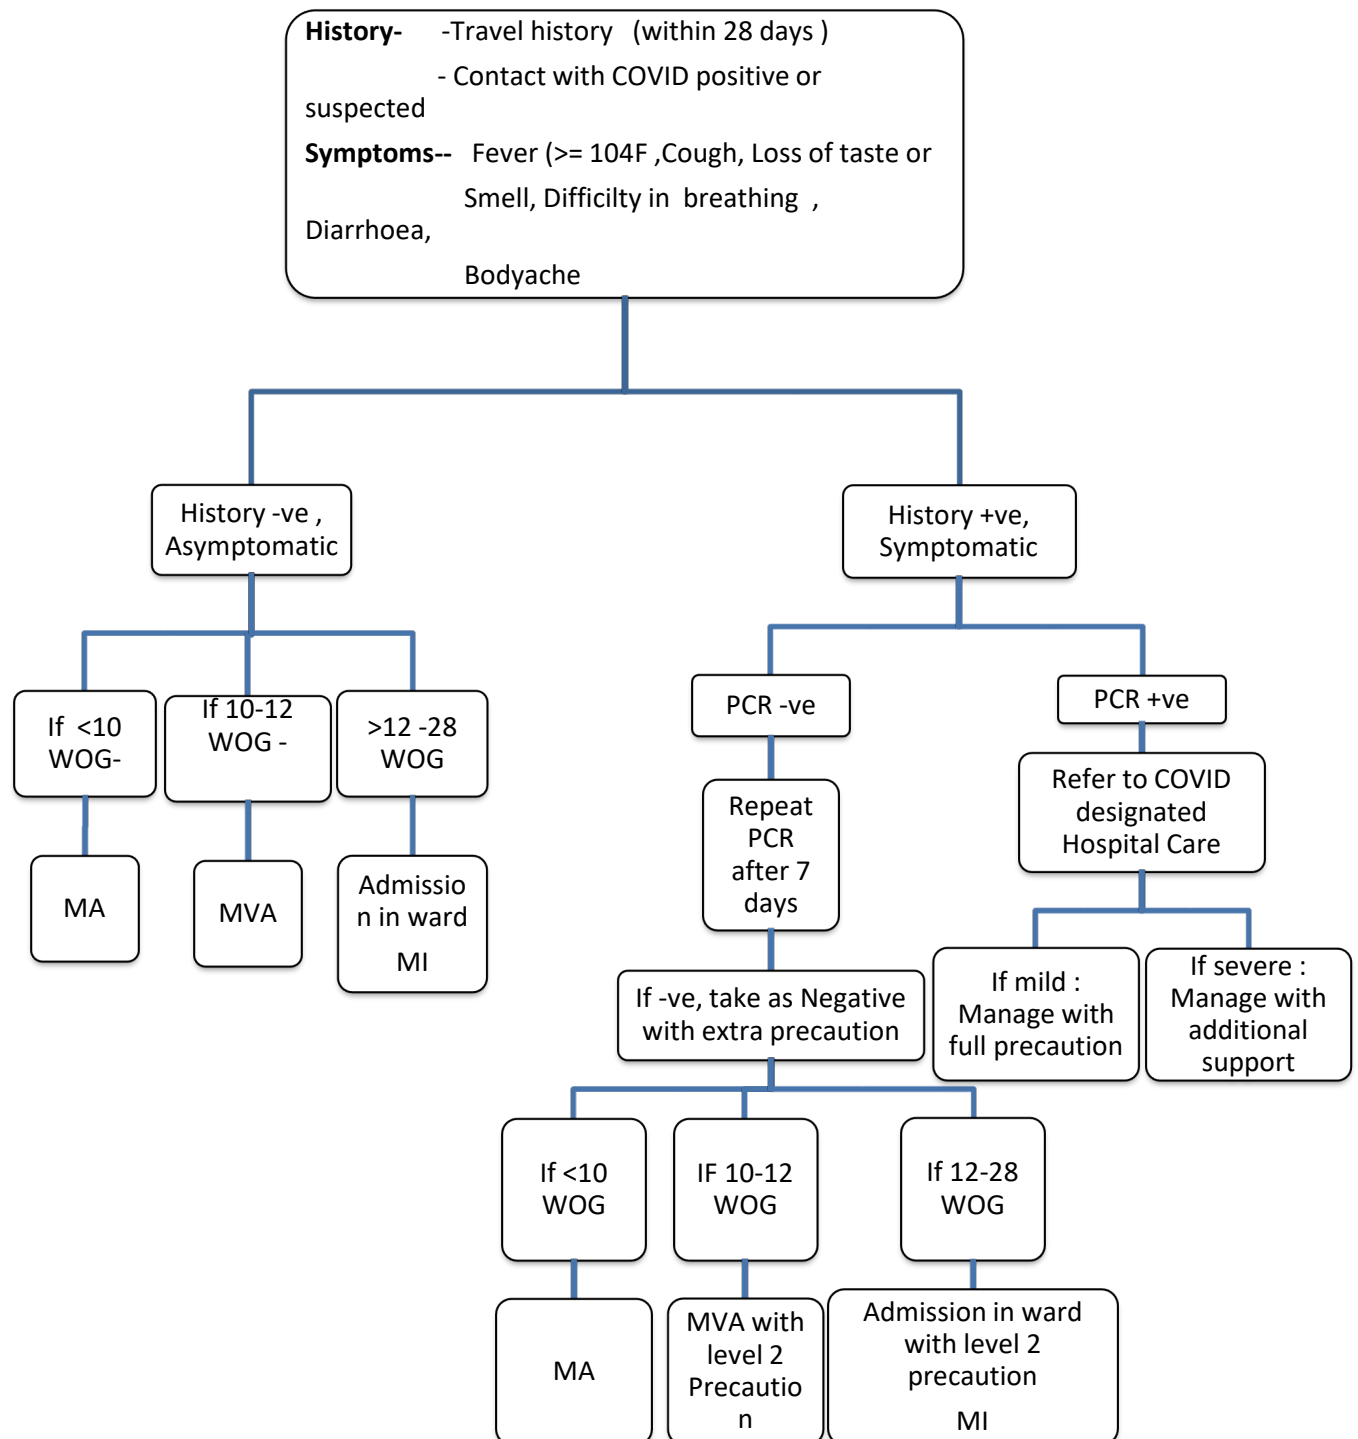 History- -Travel history (within 28 days )
- Contact with COVID positive or
suspected
Symptoms-- Fever (>= 104F ,Cough, Loss of taste or
Smell, Difficilty in breathing ,
Diarrhoea,
Bodyache
History -ve ,
Asymptomatic
History +ve,
Symptomatic
If <10
WOG-
If 10-12
WOG -
>12 -28
WOG
PCR -ve
PCR +ve
MA
MVA
Admissio
n in ward
MI
Repeat
PCR
after 7
days
Refer to COVID
designated
Hospital Care
If -ve, take as Negative
with extra precaution
If mild :
Manage with
full precaution
If severe :
Manage with
additional
support
If <10
WOG
IF 10-12
WOG
If 12-28
WOG
MA
MVA with
level 2
Precautio
n
Admission in ward
with level 2
precaution
MI